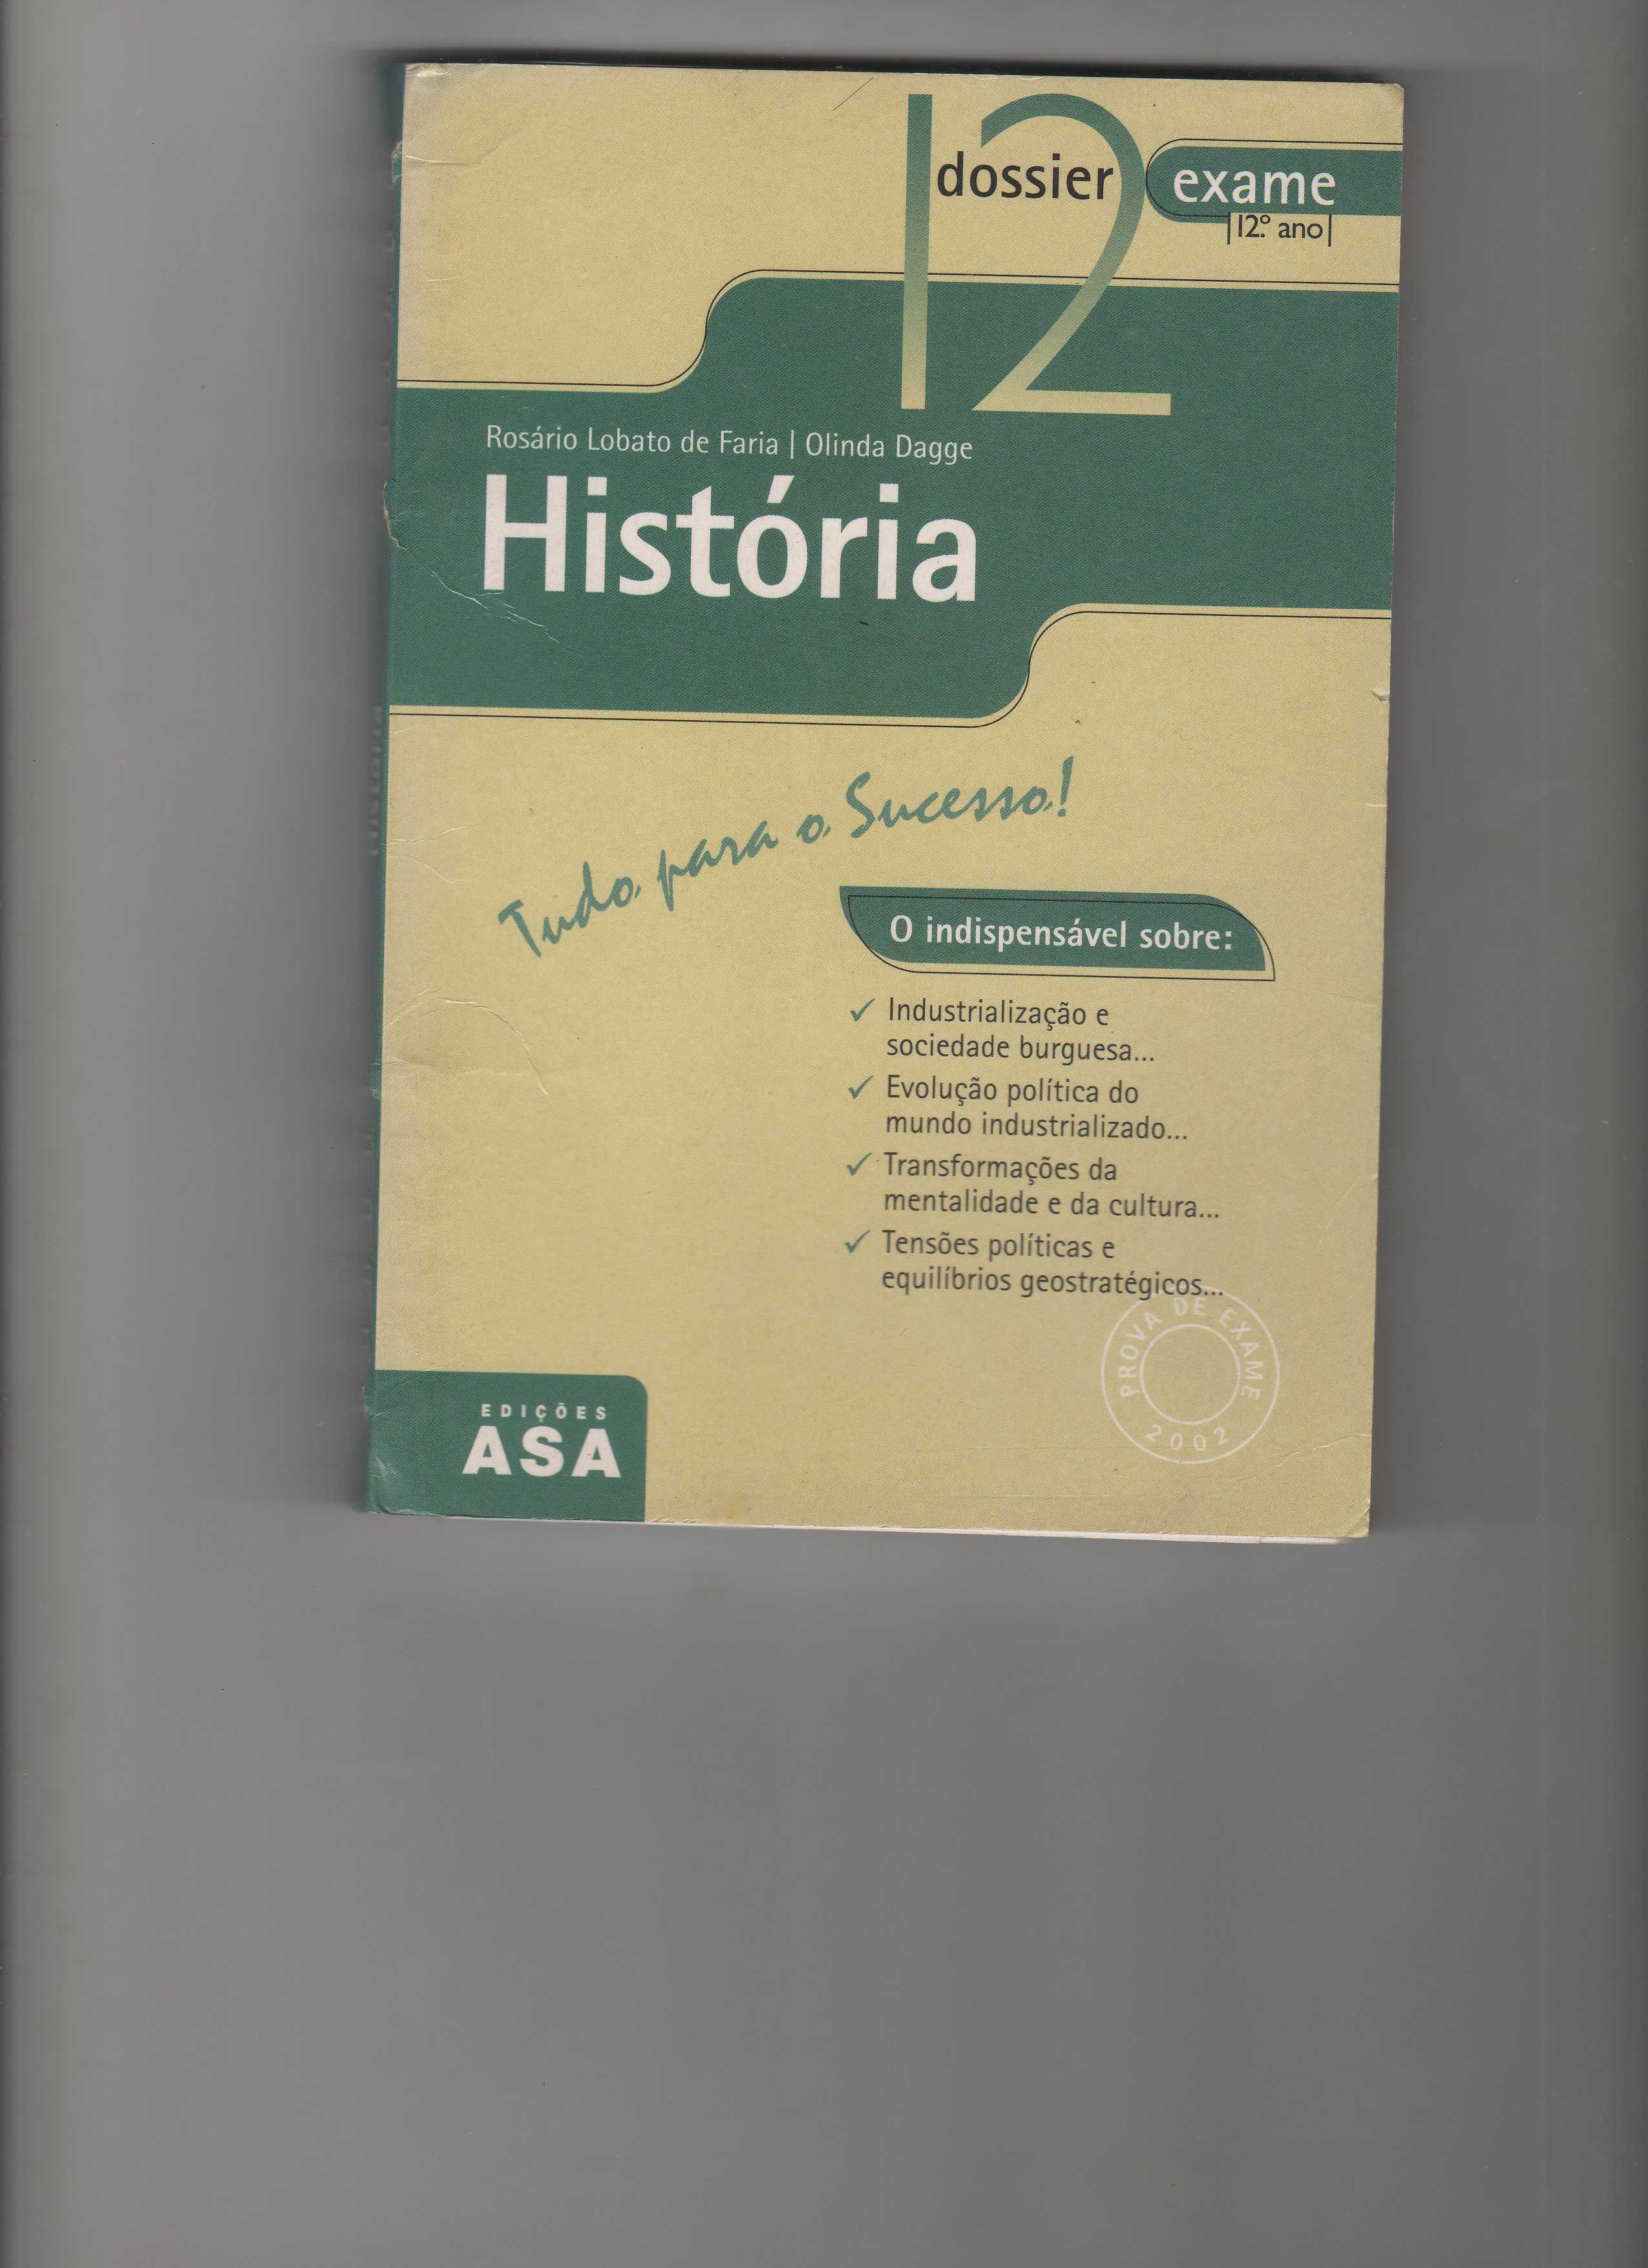 12
dossier
exame
|12.º ano|
Rosário Lobato de Faria | Olinda Dagge
História
Tudo para o Sucesso!
O indispensável sobre:
✓ Industrialização e
sociedade burguesa...
✓ Evolução política do
mundo industrializado...
✓ Transformações da
mentalidade e da cultura...
✓ Tensões políticas e
equilíbrios geostratégicos...
PROVA DE EXAME
2002
EDIÇÕES
ASA